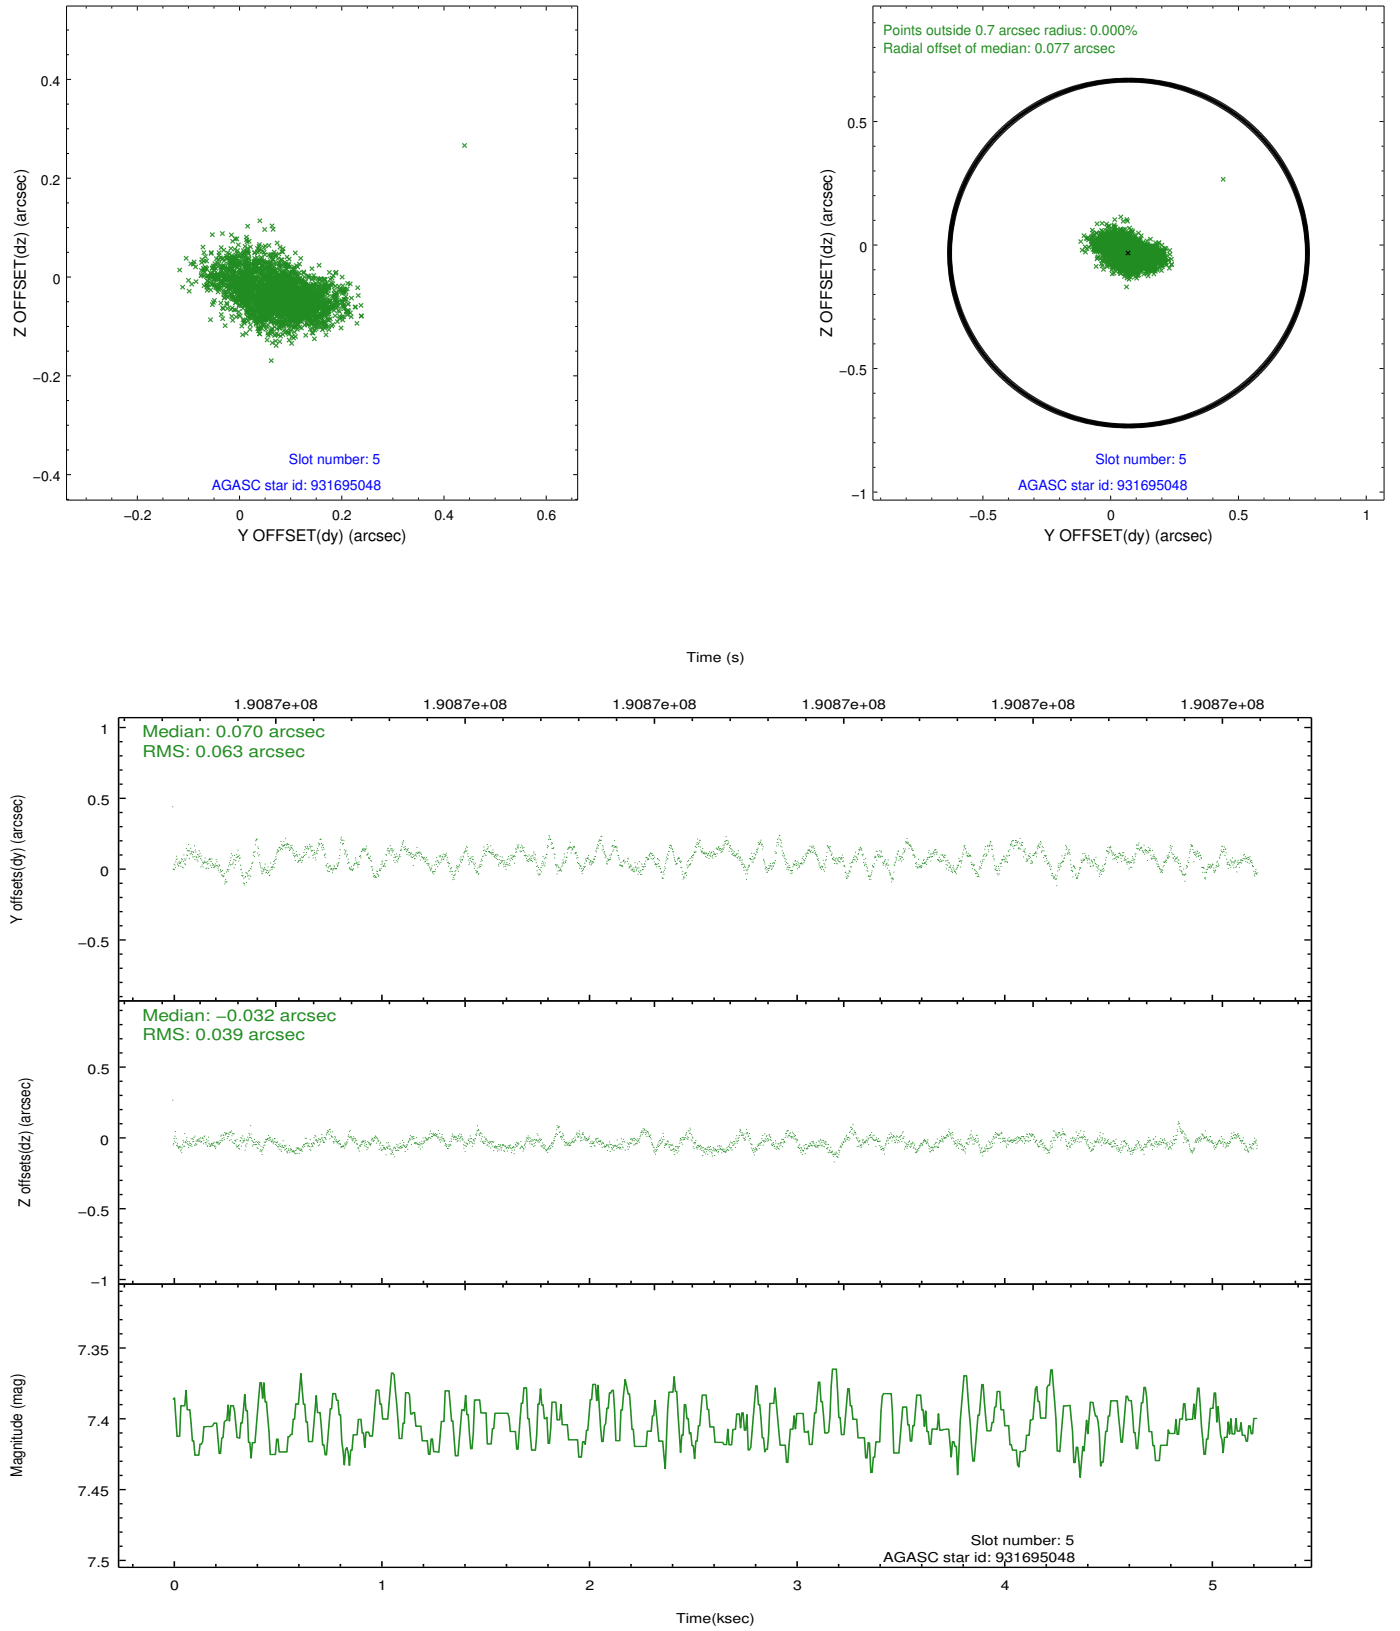 0.4
0.2
0
−0.2
−0.4
Z OFFSET(dz) (arcsec)
Slot number: 5
AGASC star id: 931695048
−0.2 0 0.2 0.4 0.6
Y OFFSET(dy) (arcsec)
Points outside 0.7 arcsec radius: 0.000%
Radial offset of median: 0.077 arcsec
0.5
0
−0.5
−1
Z OFFSET(dz) (arcsec)
Slot number: 5
AGASC star id: 931695048
−0.5 0 0.5 1
Y OFFSET(dy) (arcsec)
Time (s)
1.9087e+08 1.9087e+08 1.9087e+08 1.9087e+08 1.9087e+08 1.9087e+08
Median: 0.070 arcsec
RMS: 0.063 arcsec
1
0.5
0
−0.5
Y offsets(dy) (arcsec)
Median: −0.032 arcsec
RMS: 0.039 arcsec
0.5
0
−0.5
−1
Z offsets(dz) (arcsec)
7.35
7.4
7.45
7.5
Magnitude (mag)
Slot number: 5
AGASC star id: 931695048
0 1 2 3 4 5
Time(ksec)